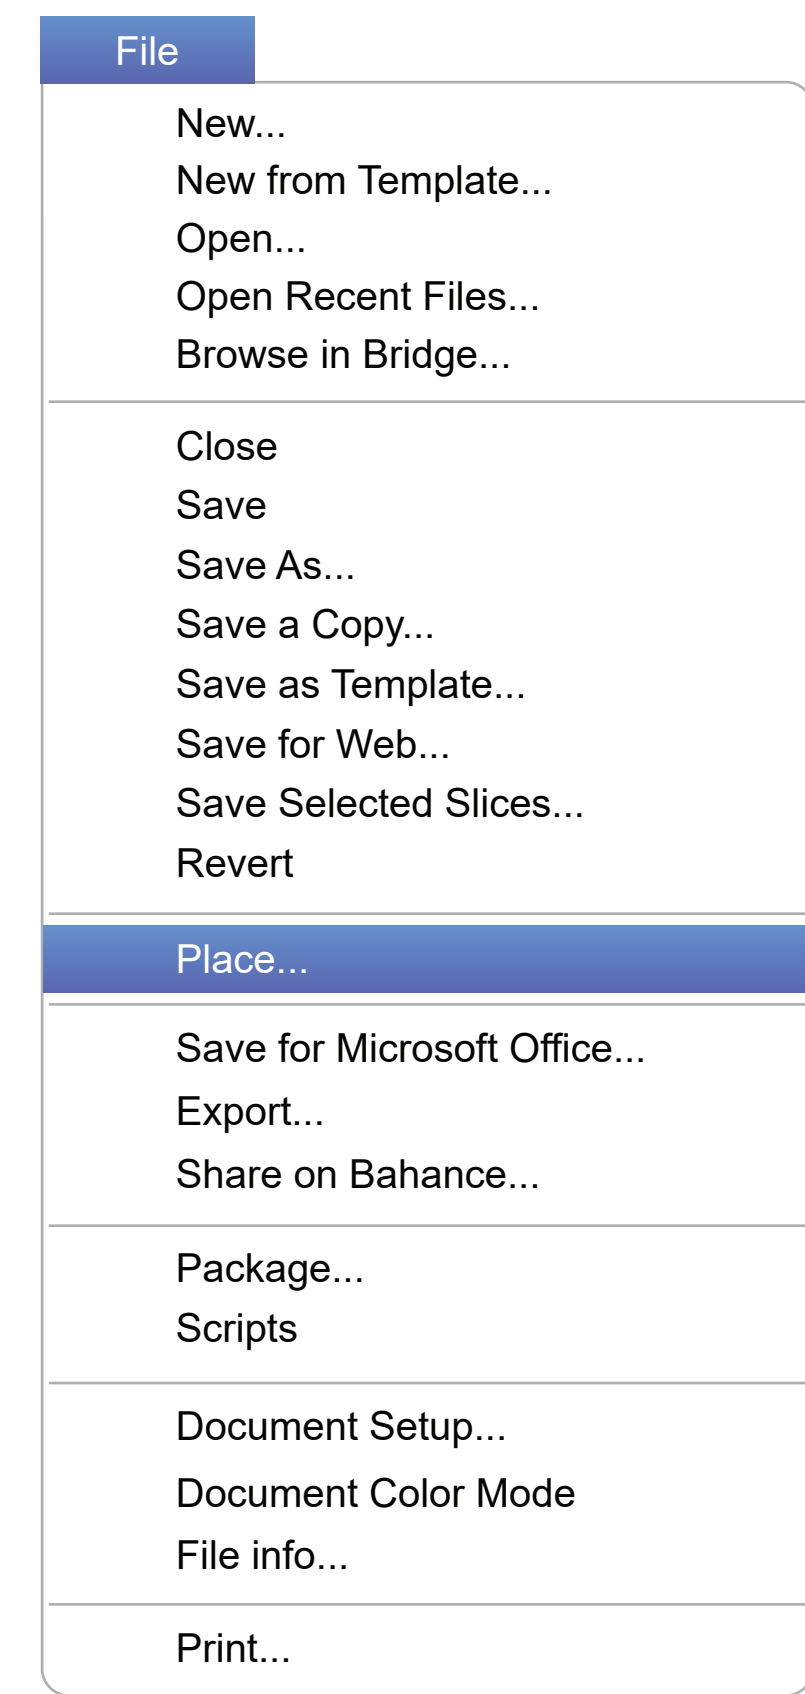 File
New...
New from Template...
Open...
Open Recent Files...
Browse in Bridge...
Close
Save
Save As...
Save a Copy...
Save as Template...
Save for Web...
Save Selected Slices...
Revert
Place...
Save for Microsoft Office...
Export...
Share on Bahance...
Package...
Scripts
Document Setup...
Document Color Mode
File info...
Print...